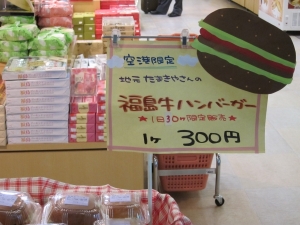 空港限定
地元 たまきやさんの
福島牛ハンバーガー
★1日30ヶ限定販売★
1ヶ 300円